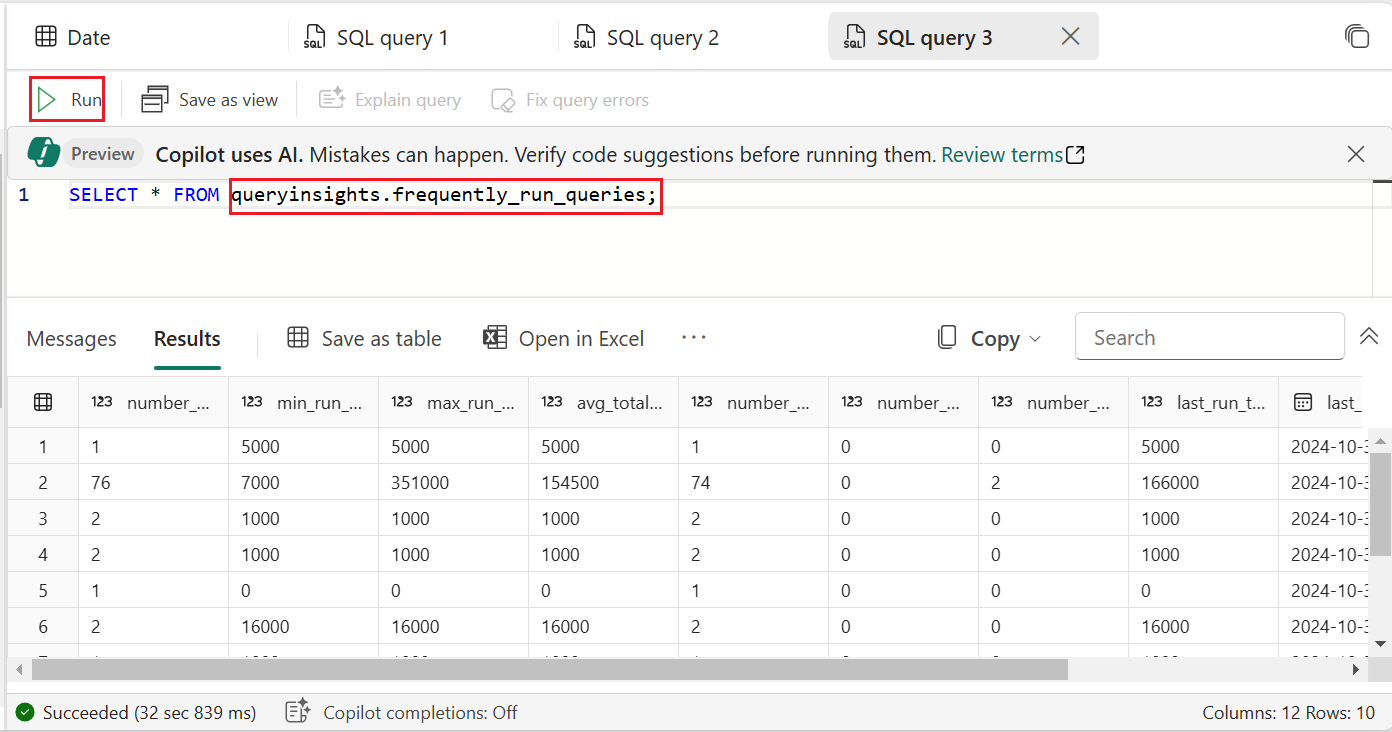 Date SQL query 1 SQL query 2 SQL query 3
Run Save as view Explain query Fix query errors
Preview Copilot uses AI. Mistakes can happen. Verify code suggestions before running them. Review terms
1 SELECT * FROM queryinsights.frequently_run_queries;
Messages Results Save as table Open in Excel ··· Copy Search
123 number_... 123 min_run_... 123 max_run_... 123 avg_total... 123 number_... 123 number_... 123 number_... 123 last_run_t... last_
1 1 5000 5000 5000 1 0 0 5000 2024-10-3
2 76 7000 351000 154500 74 0 2 166000 2024-10-3
3 2 1000 1000 1000 2 0 0 1000 2024-10-3
4 2 1000 1000 1000 2 0 0 1000 2024-10-3
5 1 0 0 0 1 0 0 0 2024-10-3
6 2 16000 16000 16000 2 0 0 16000 2024-10-3
Succeeded (32 sec 839 ms) Copilot completions: Off Columns: 12 Rows: 10